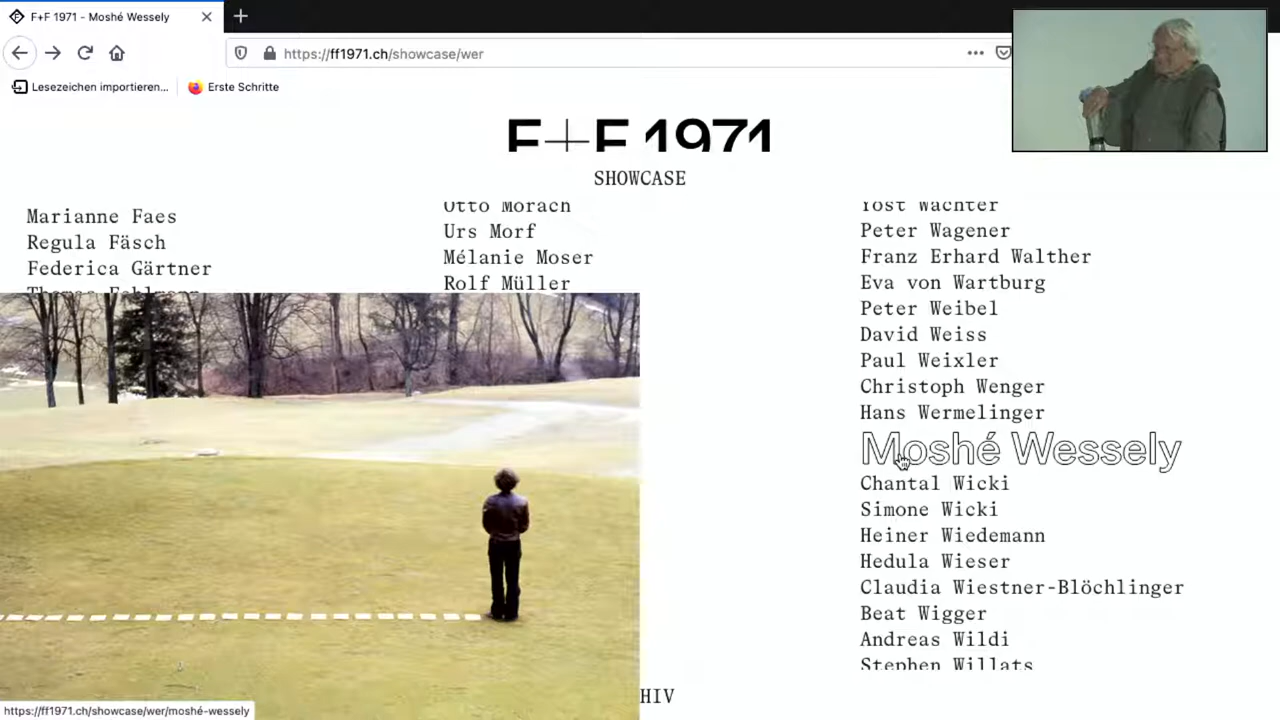 F+F 1971 - Moshé Wessely
https://ff1971.ch/showcase/wer
Lesezeichen importieren...
Erste Schritte
F+F 1971
SHOWCASE
Marianne Faes
Regula Fäsch
Federica Gärtner
Otto Morach
Urs Morf
Mélanie Moser
Rolf Müller
Yost Wachter
Peter Wagener
Franz Erhard Walther
Eva von Wartburg
Peter Weibel
David Weiss
Paul Weixler
Christoph Wenger
Hans Wermelinger
Moshé Wessely
Chantal Wicki
Simone Wicki
Heiner Wiedemann
Hedula Wieser
Claudia Wiestner-Blöchlinger
Beat Wigger
Andreas Wildi
Stephen Willats
HIV
https://ff1971.ch/showcase/wer/moshé-wessely